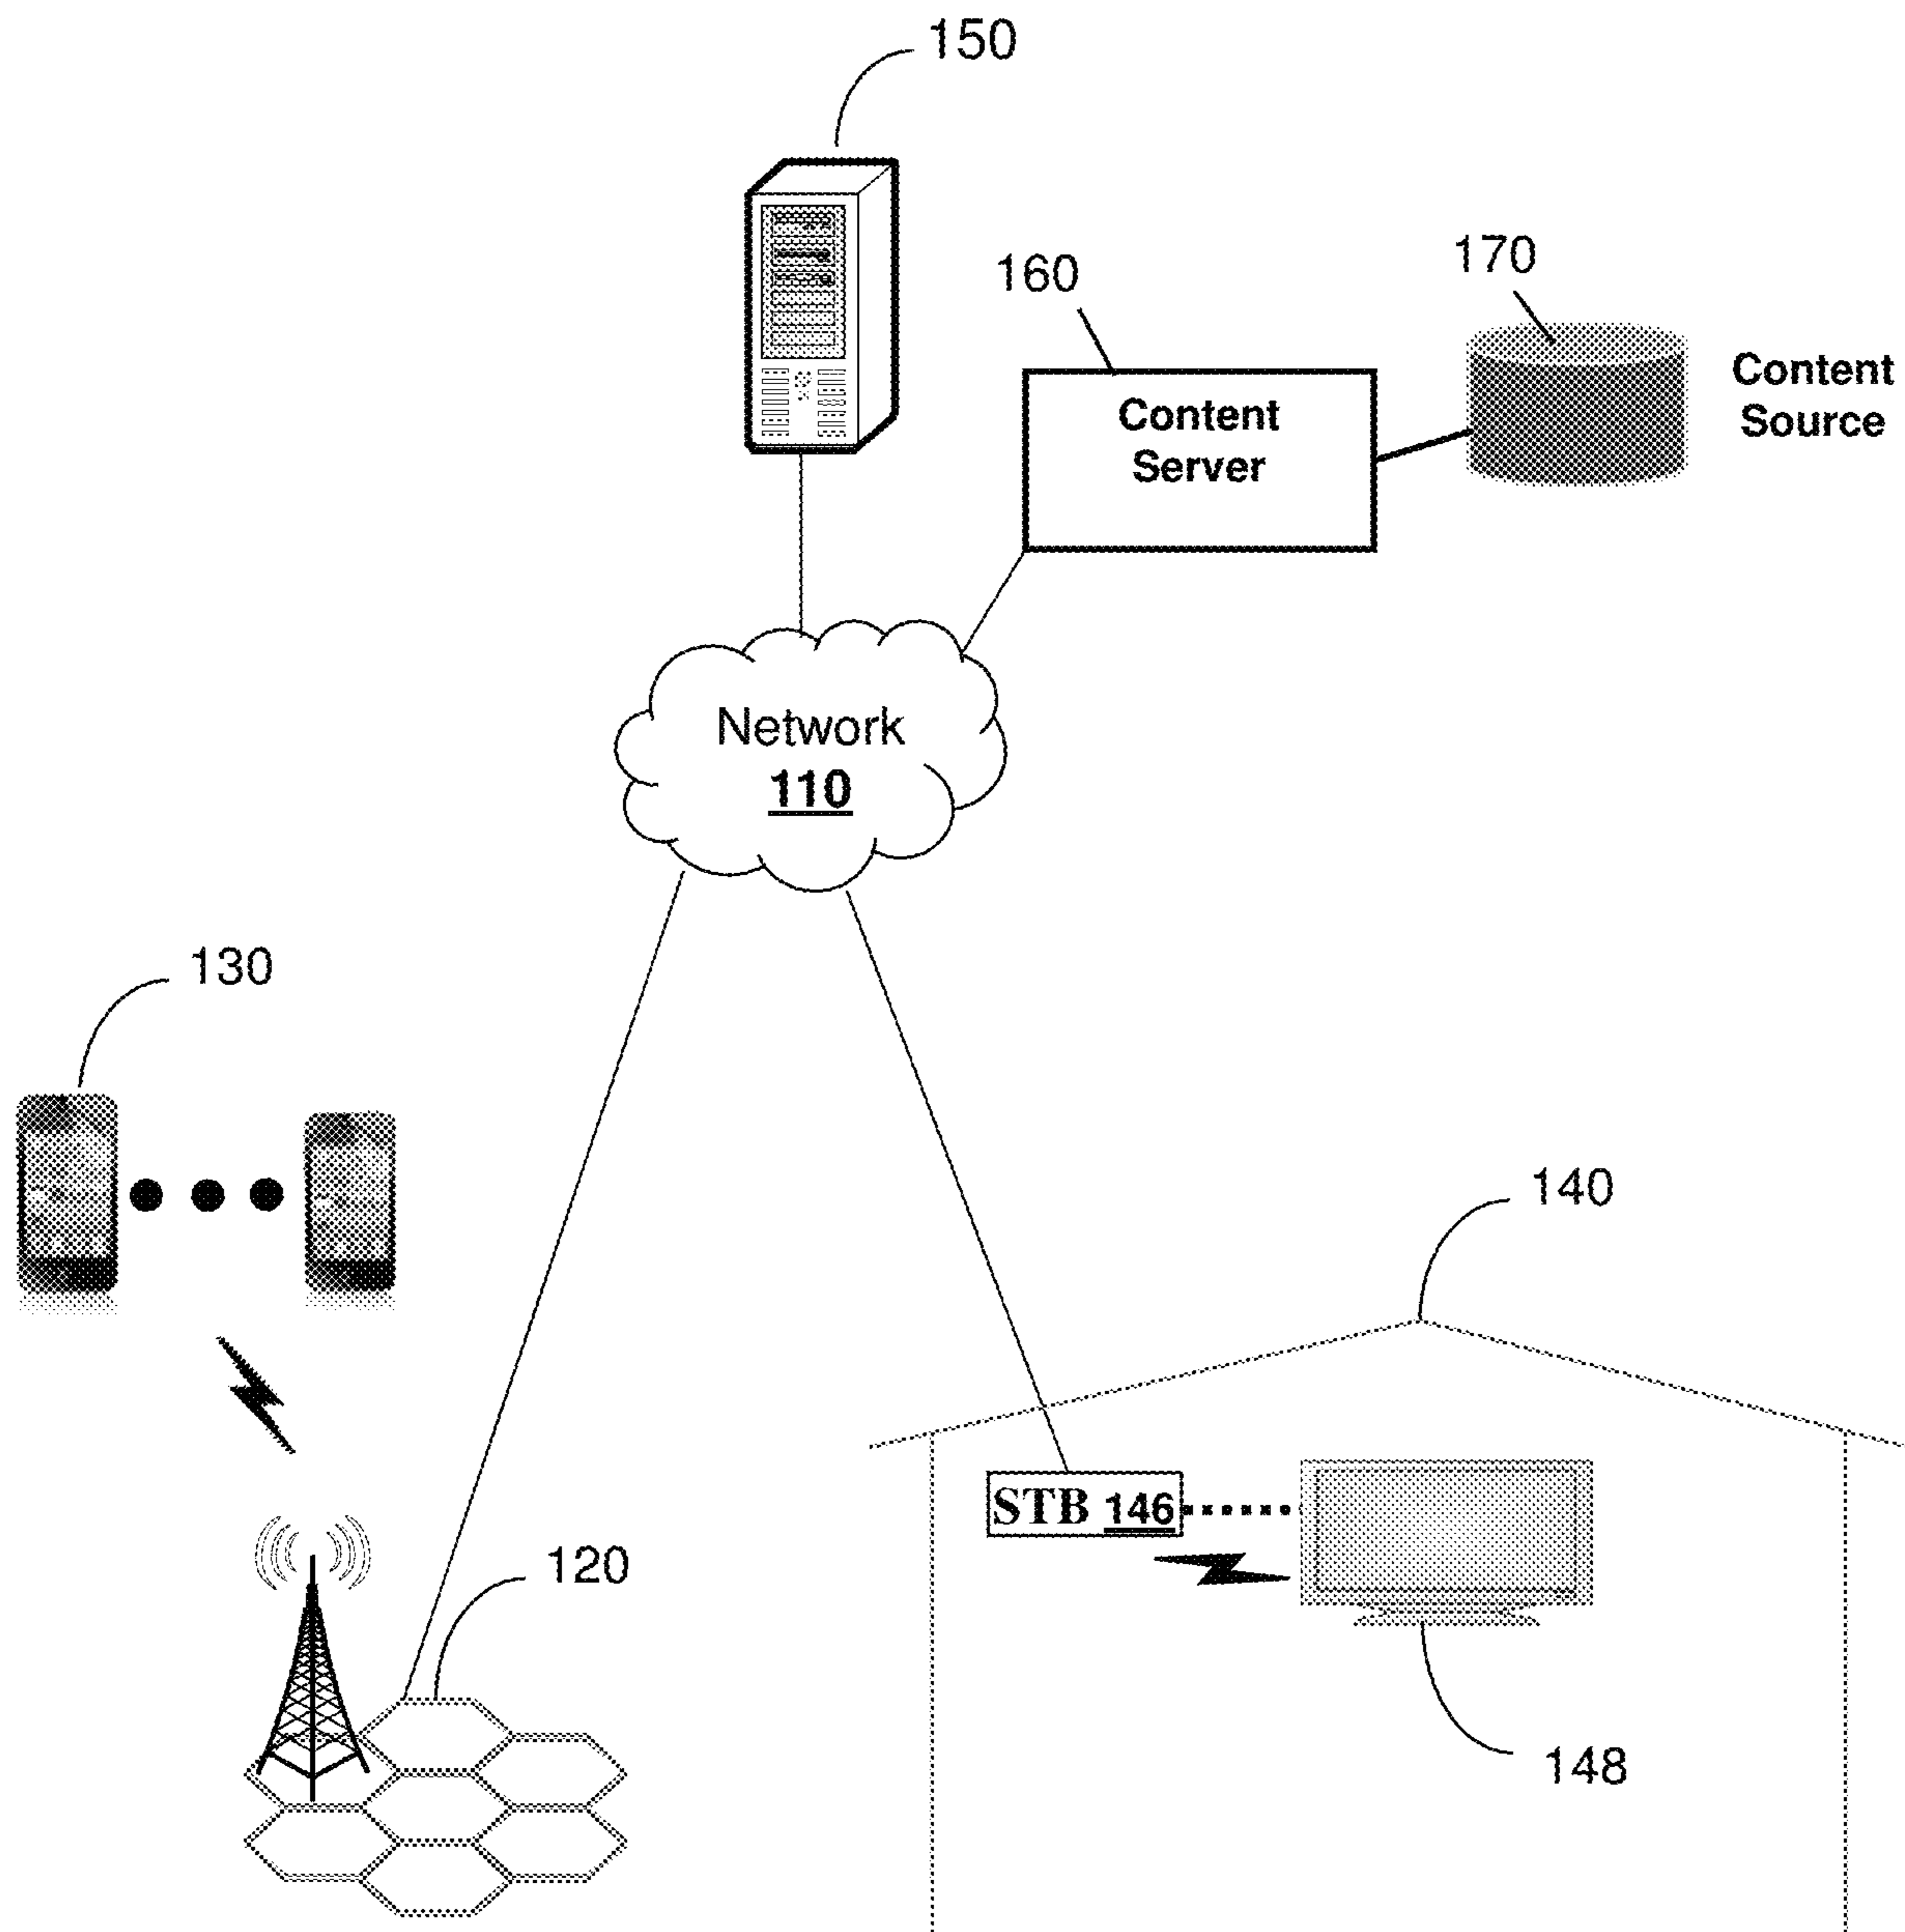 150
170
160
Content
Source
Content
Server
Network
110
130
140
STB 146
120
148